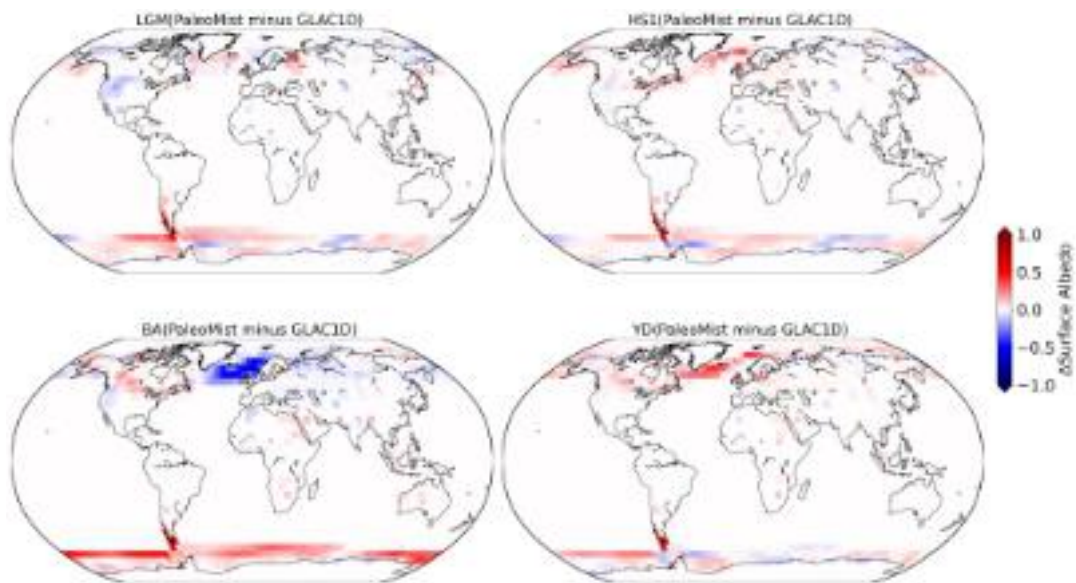 LGM(PaleoMist minus GLAC1D)
HS1(PaleoMist minus GLAC1D)
1.0
0.5
0.0
−0.5
−1.0
ΔSurface Albedo
BA(PaleoMist minus GLAC1D)
YD(PaleoMist minus GLAC1D)